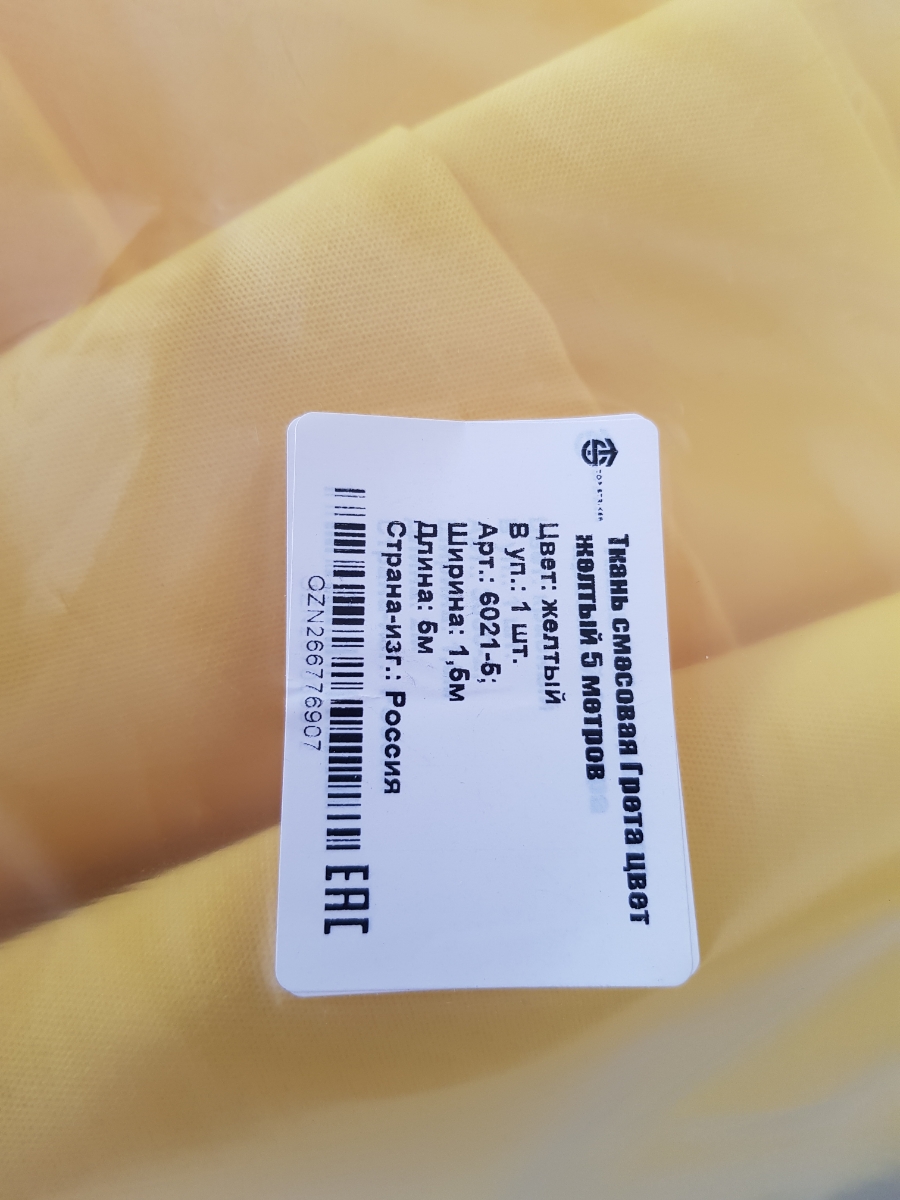 Ткань смесовая Грета цвет
желтый 5 метров
Цвет: желтый
В уп.: 1 шт.
Арт.: 6021-5;
Ширина: 1,5м
Длина: 5м
Страна-изг.: Россия
EAC
OZN266776907